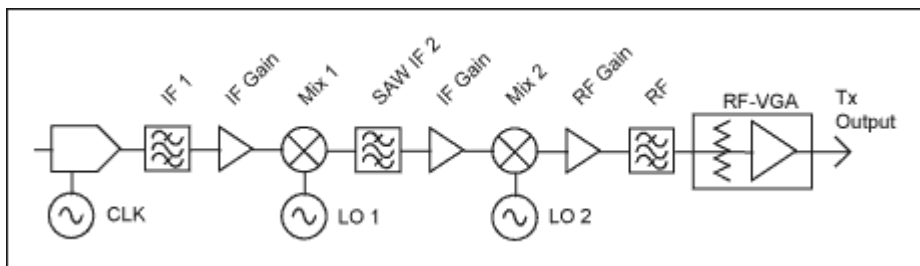 IF 1
IF Gain
Mix 1
SAW IF 2
IF Gain
Mix 2
RF Gain
RF
RF-VGA
Tx
Output
CLK
LO 1
LO 2